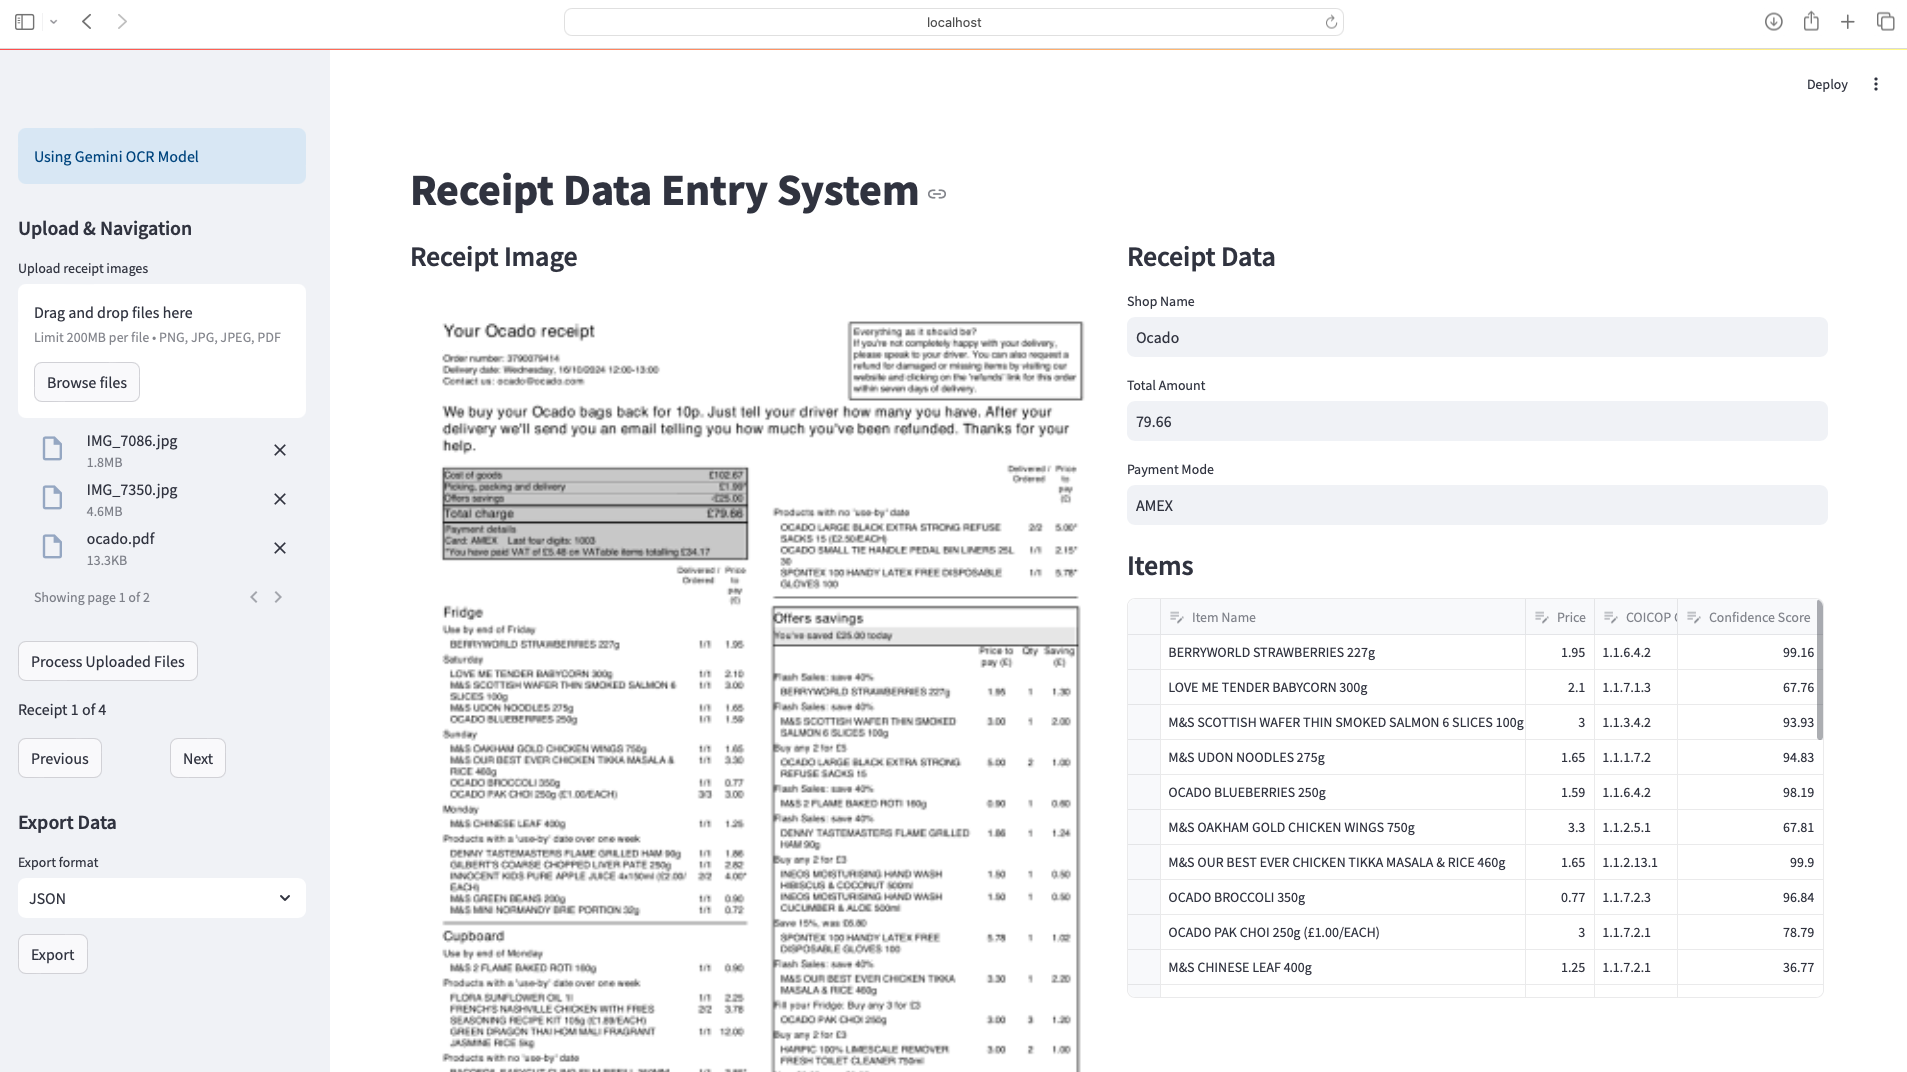 localhost
Deploy
Using Gemini OCR Model
Upload & Navigation
Upload receipt images
Drag and drop files here
Limit 200MB per file • PNG, JPG, JPEG, PDF
Browse files
IMG_7086.jpg
1.8MB
IMG_7350.jpg
4.6MB
ocado.pdf
13.3KB
Showing page 1 of 2
Process Uploaded Files
Receipt 1 of 4
Previous
Next
Export Data
Export format
JSON
Export
Receipt Data Entry System
Receipt Image
Your Ocado receipt
Order number: 3790079414
Delivery date: Wednesday, 16/10/2024 12:00-13:00
Contact us: ocado@ocado.com
Everything as it should be?
If you're not completely happy with your delivery,
please speak to your driver. You can also request a
refund for damaged or missing items by visiting our
website and clicking on the 'refunds' link for this order
within seven days of delivery.
We buy your Ocado bags back for 10p. Just tell your driver how many you have. After your
delivery we'll send you an email telling you how much you've been refunded. Thanks for your
help.
Cost of goods £102.67
Picking, packing and delivery £1.99*
Offers savings -£25.00
Total charge £79.66
Payment details
Card: AMEX Last four digits: 1003
*You have paid VAT of £5.48 on VATable items totalling £34.17
Delivered / Ordered Price to pay (£)
Fridge
Use by end of Friday
BERRYWORLD STRAWBERRIES 227g 1/1 1.95
Saturday
LOVE ME TENDER BABYCORN 300g 1/1 2.10
M&S SCOTTISH WAFER THIN SMOKED SALMON 6 1/1 3.00
SLICES 100g
M&S UDON NOODLES 275g 1/1 1.65
OCADO BLUEBERRIES 250g 1/1 1.59
Sunday
M&S OAKHAM GOLD CHICKEN WINGS 750g 1/1 1.65
M&S OUR BEST EVER CHICKEN TIKKA MASALA & 1/1 3.30
RICE 460g
OCADO BROCCOLI 350g 1/1 0.77
OCADO PAK CHOI 250g (£1.00/EACH) 3/3 3.00
Monday
M&S CHINESE LEAF 400g 1/1 1.25
Products with a 'use-by' date over one week
DENNY TASTEMASTERS FLAME GRILLED HAM 90g 1/1 1.86
GILBERT'S COARSE CHOPPED LIVER PATE 250g 1/1 2.82
INNOCENT KIDS PURE APPLE JUICE 4x150ml (£2.00/ 2/2 4.00*
EACH)
M&S GREEN BEANS 200g 1/1 0.90
M&S MINI NORMANDY BRIE PORTION 32g 1/1 0.72
Cupboard
Use by end of Monday
M&S 2 FLAME BAKED ROTI 160g 1/1 0.90
Products with a 'use-by' date over one week
FLORA SUNFLOWER OIL 1l 1/1 2.25
FRENCH'S NASHVILLE CHICKEN WITH FRIES 2/2 3.78
SEASONING RECIPE KIT 105g (£1.89/EACH)
GREEN DRAGON THAI HOM MALI FRAGRANT 1/1 12.00
JASMINE RICE 5kg
Products with no 'use-by' date
Delivered / Ordered Price to pay (£)
Products with no 'use-by' date
OCADO LARGE BLACK EXTRA STRONG REFUSE 2/2 5.00*
SACKS 15 (£2.50/EACH)
OCADO SMALL TIE HANDLE PEDAL BIN LINERS 25L 1/1 2.15*
30
SPONTEX 100 HANDY LATEX FREE DISPOSABLE 1/1 5.78*
GLOVES 100
Offers savings
You've saved £25.00 today
Price to pay (£) Qty Saving (£)
Flash Sales: save 40%
BERRYWORLD STRAWBERRIES 227g 1.95 1 1.30
Flash Sales: save 40%
M&S SCOTTISH WAFER THIN SMOKED 3.00 1 2.00
SALMON 6 SLICES 100g
Buy any 2 for £5
OCADO LARGE BLACK EXTRA STRONG 5.00 2 1.00
REFUSE SACKS 15
Flash Sales: save 40%
M&S 2 FLAME BAKED ROTI 160g 0.90 1 0.60
Flash Sales: save 40%
DENNY TASTEMASTERS FLAME GRILLED 1.86 1 1.24
HAM 90g
Buy any 2 for £3
INEOS MOISTURISING HAND WASH 1.50 1 0.50
HIBISCUS & COCONUT 500ml
INEOS MOISTURISING HAND WASH 1.50 1 0.50
CUCUMBER & ALOE 500ml
Save 15%, was £6.80
SPONTEX 100 HANDY LATEX FREE 5.78 1 1.02
DISPOSABLE GLOVES 100
Flash Sales: save 40%
M&S OUR BEST EVER CHICKEN TIKKA 3.30 1 2.20
MASALA & RICE 460g
Fill your Fridge: Buy any 3 for £3
OCADO PAK CHOI 250g 3.00 3 1.20
Buy any 2 for £3
HARPIC 100% LIMESCALE REMOVER 3.00 2 1.00
FRESH TOILET CLEANER 750ml
Receipt Data
Shop Name
Ocado
Total Amount
79.66
Payment Mode
AMEX
Items
Item Name Price COICOP Confidence Score
BERRYWORLD STRAWBERRIES 227g 1.95 1.1.6.4.2 99.16
LOVE ME TENDER BABYCORN 300g 2.1 1.1.7.1.3 67.76
M&S SCOTTISH WAFER THIN SMOKED SALMON 6 SLICES 100g 3 1.1.3.4.2 93.93
M&S UDON NOODLES 275g 1.65 1.1.1.7.2 94.83
OCADO BLUEBERRIES 250g 1.59 1.1.6.4.2 98.19
M&S OAKHAM GOLD CHICKEN WINGS 750g 3.3 1.1.2.5.1 67.81
M&S OUR BEST EVER CHICKEN TIKKA MASALA & RICE 460g 1.65 1.1.2.13.1 99.9
OCADO BROCCOLI 350g 0.77 1.1.7.2.3 96.84
OCADO PAK CHOI 250g (£1.00/EACH) 3 1.1.7.2.1 78.79
M&S CHINESE LEAF 400g 1.25 1.1.7.2.1 36.77